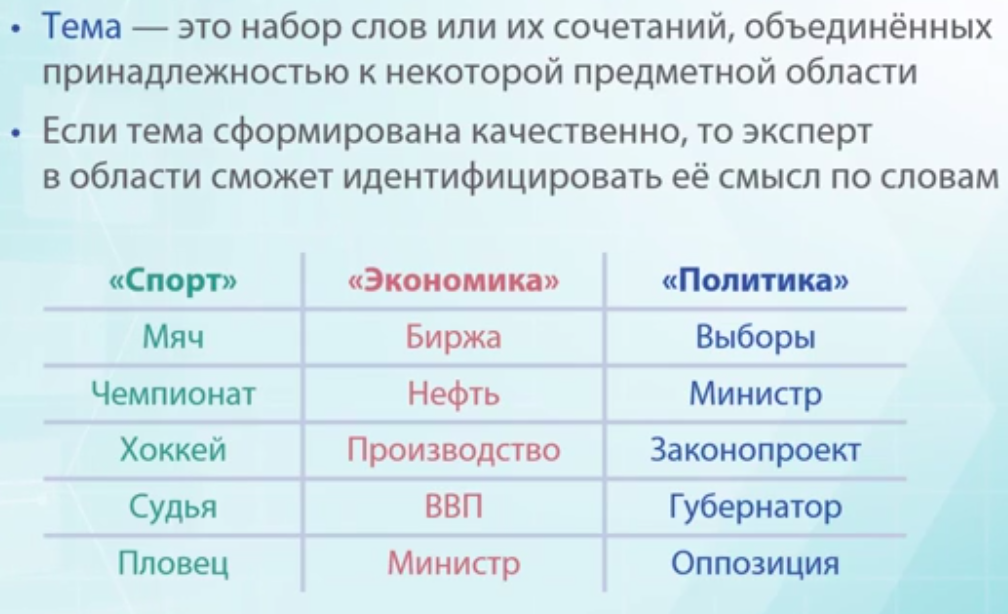 • Тема — это набор слов или их сочетаний, объединённых
принадлежностью к некоторой предметной области
• Если тема сформирована качественно, то эксперт
в области сможет идентифицировать её смысл по словам
«Спорт» «Экономика» «Политика»
Мяч Биржа Выборы
Чемпионат Нефть Министр
Хоккей Производство Законопроект
Судья ВВП Губернатор
Пловец Министр Оппозиция